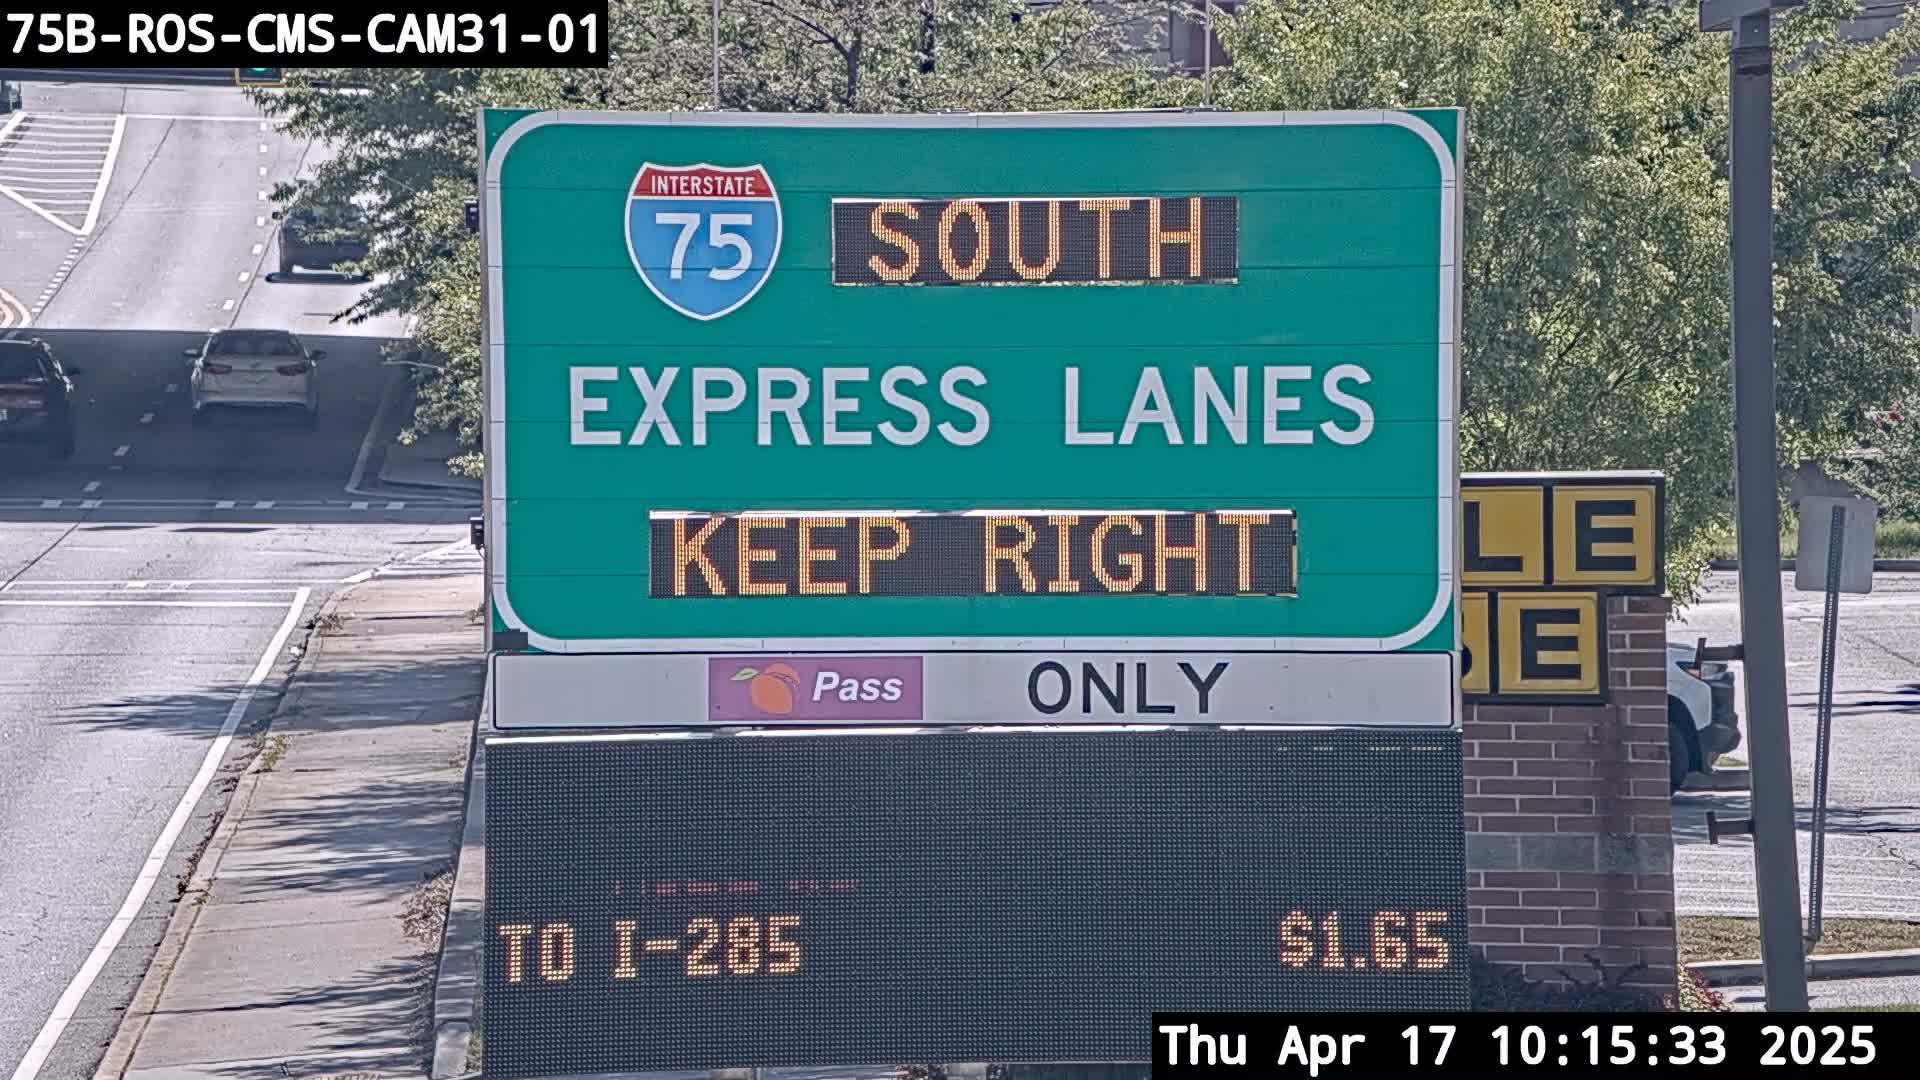 75B-ROS-CMS-CAM31-01
INTERSTATE
75
SOUTH
EXPRESS LANES
KEEP RIGHT
LE
E
Pass ONLY
TO I-285 $1.65
Thu Apr 17 10:15:33 2025